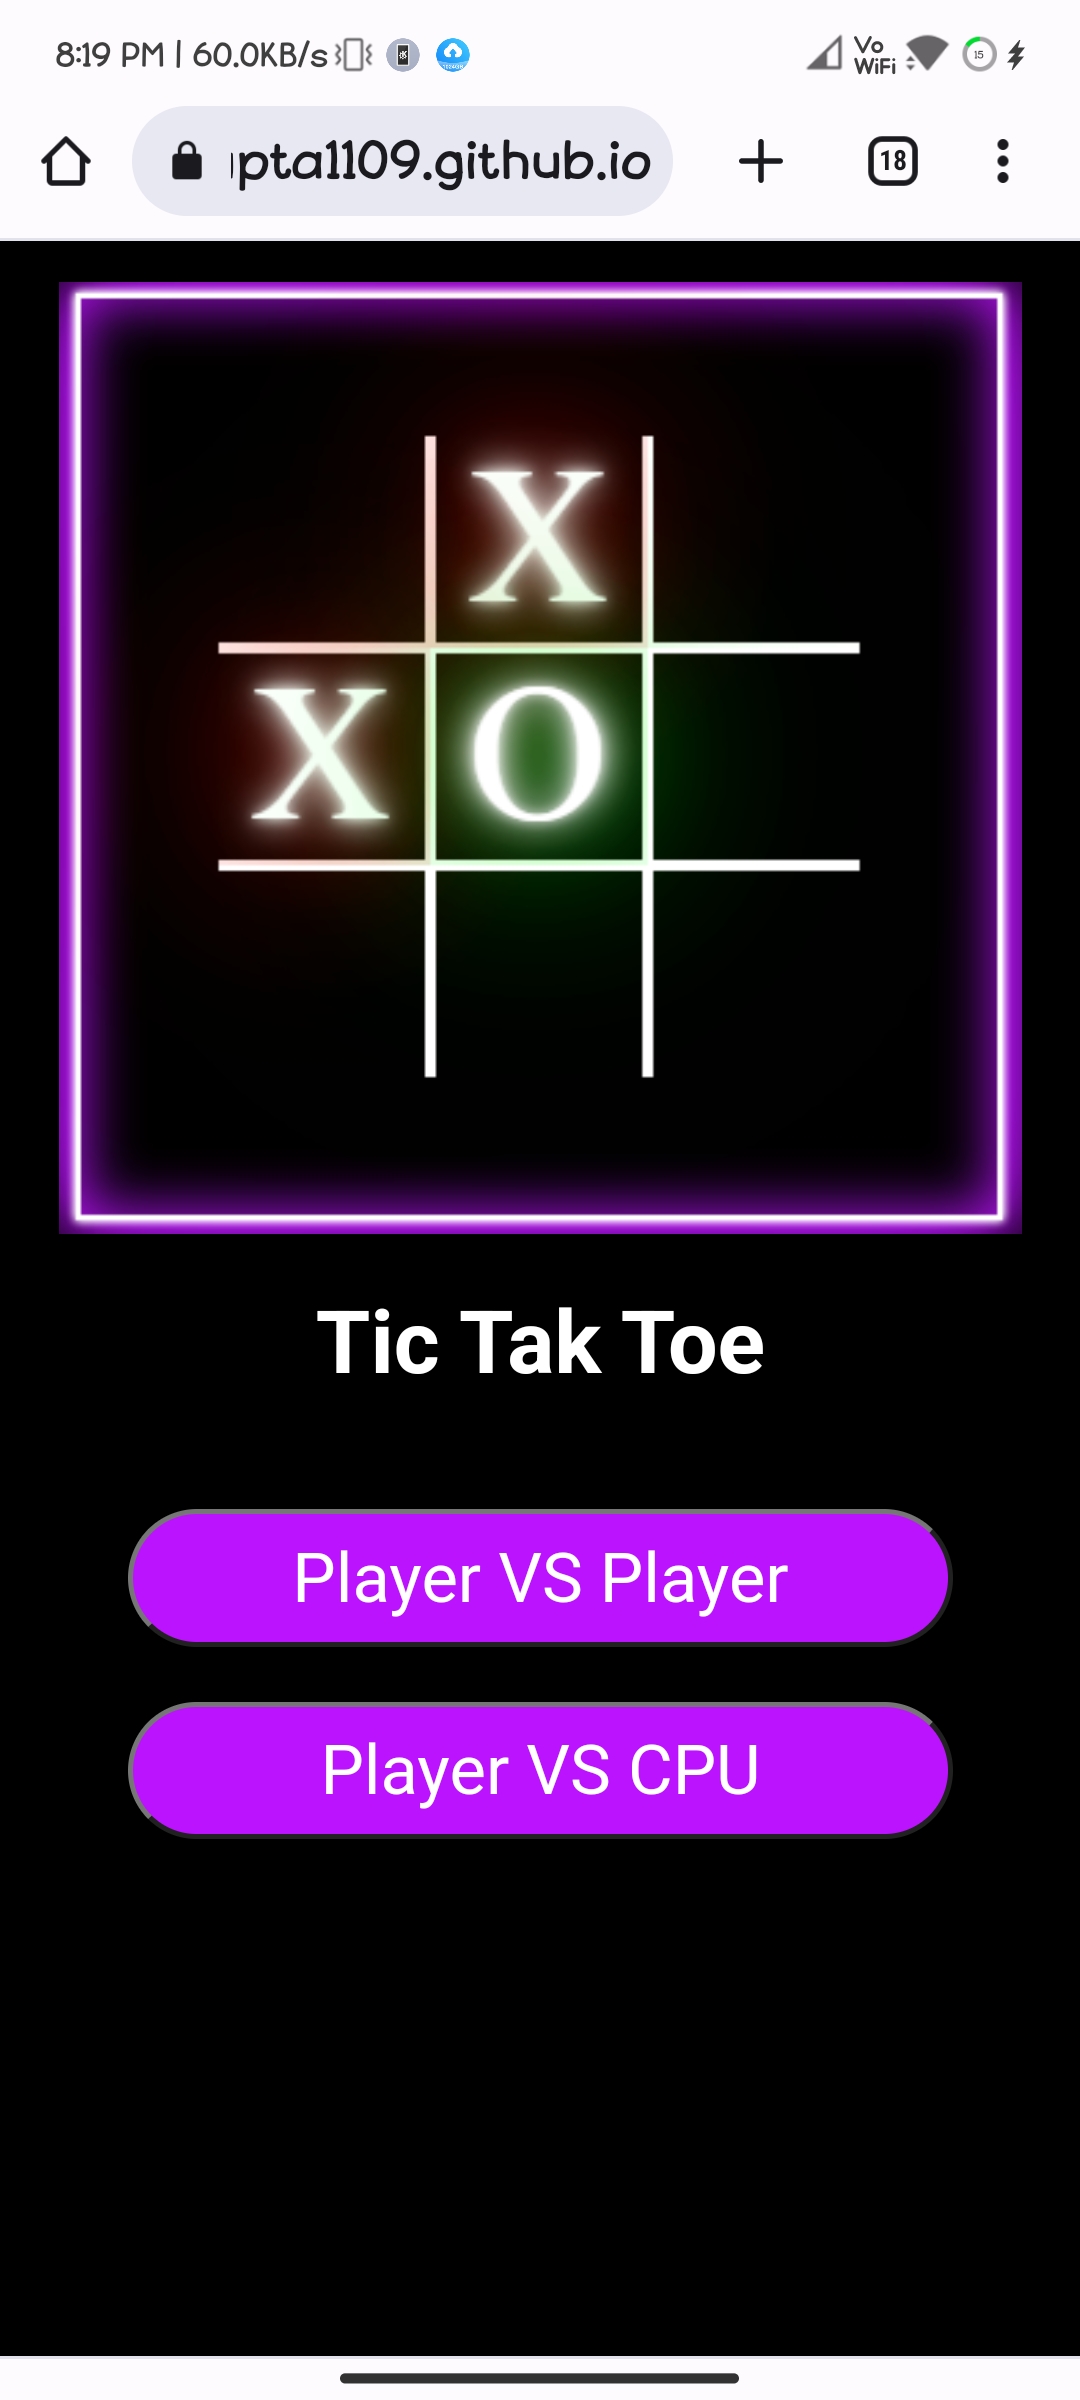 8:19 PM | 60.0KB/s
Vo
WiFi
15
pta1109.github.io
18
X
X O
Tic Tak Toe
Player VS Player
Player VS CPU